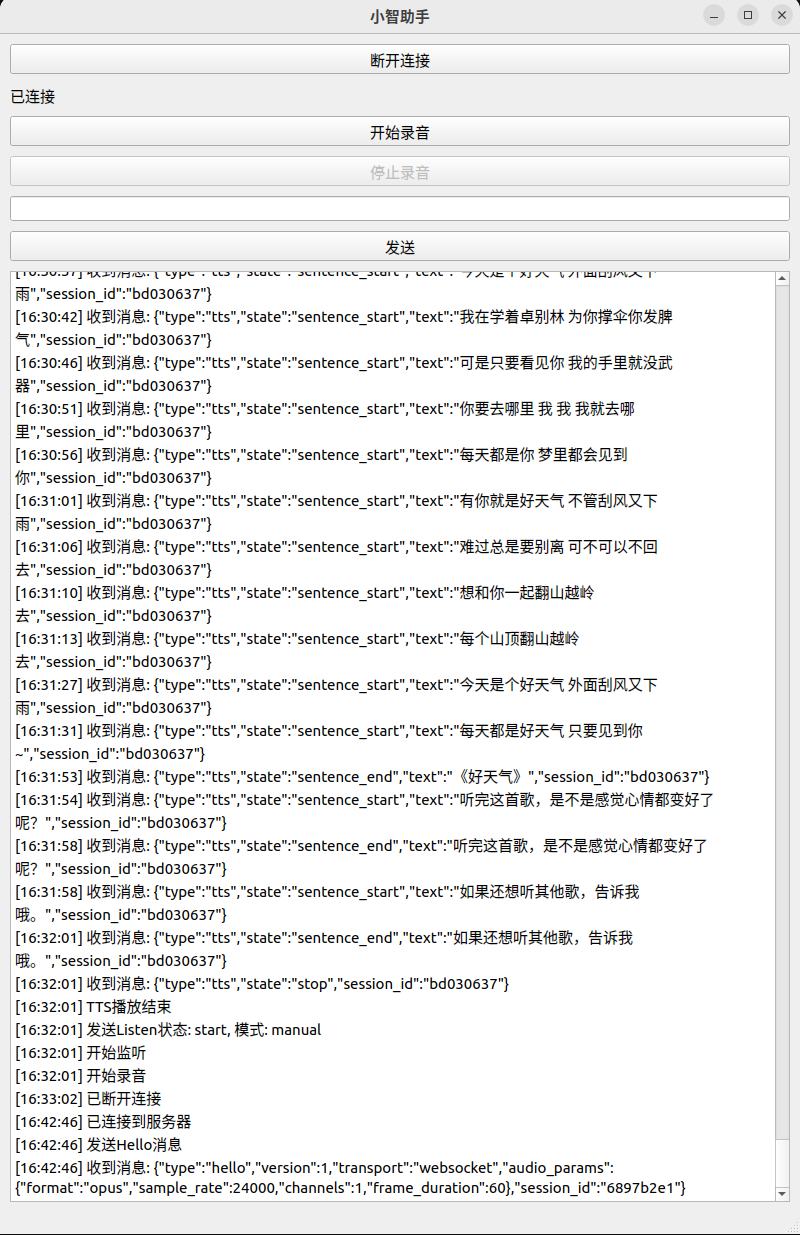 小智助手
断开连接
已连接
开始录音
停止录音
发送
[16:30:37] 收到消息: {"type":"tts","state":"sentence_start","text":"今天是个好天气 外面刮风又下
雨","session_id":"bd030637"}
[16:30:42] 收到消息: {"type":"tts","state":"sentence_start","text":"我在学着卓别林 为你撑伞你发脾
气","session_id":"bd030637"}
[16:30:46] 收到消息: {"type":"tts","state":"sentence_start","text":"可是只要看见你 我的手里就没武
器","session_id":"bd030637"}
[16:30:51] 收到消息: {"type":"tts","state":"sentence_start","text":"你要去哪里 我 我 我就去哪
里","session_id":"bd030637"}
[16:30:56] 收到消息: {"type":"tts","state":"sentence_start","text":"每天都是你 梦里都会见到
你","session_id":"bd030637"}
[16:31:01] 收到消息: {"type":"tts","state":"sentence_start","text":"有你就是好天气 不管刮风又下
雨","session_id":"bd030637"}
[16:31:06] 收到消息: {"type":"tts","state":"sentence_start","text":"难过总是要别离 可不可以不回
去","session_id":"bd030637"}
[16:31:10] 收到消息: {"type":"tts","state":"sentence_start","text":"想和你一起翻山越岭
去","session_id":"bd030637"}
[16:31:13] 收到消息: {"type":"tts","state":"sentence_start","text":"每个山顶翻山越岭
去","session_id":"bd030637"}
[16:31:27] 收到消息: {"type":"tts","state":"sentence_start","text":"今天是个好天气 外面刮风又下
雨","session_id":"bd030637"}
[16:31:31] 收到消息: {"type":"tts","state":"sentence_start","text":"每天都是好天气 只要见到你
~","session_id":"bd030637"}
[16:31:53] 收到消息: {"type":"tts","state":"sentence_end","text":"《好天气》","session_id":"bd030637"}
[16:31:54] 收到消息: {"type":"tts","state":"sentence_start","text":"听完这首歌，是不是感觉心情都变好了
呢？","session_id":"bd030637"}
[16:31:58] 收到消息: {"type":"tts","state":"sentence_end","text":"听完这首歌，是不是感觉心情都变好了
呢？","session_id":"bd030637"}
[16:31:58] 收到消息: {"type":"tts","state":"sentence_start","text":"如果还想听其他歌，告诉我
哦。","session_id":"bd030637"}
[16:32:01] 收到消息: {"type":"tts","state":"sentence_end","text":"如果还想听其他歌，告诉我
哦。","session_id":"bd030637"}
[16:32:01] 收到消息: {"type":"tts","state":"stop","session_id":"bd030637"}
[16:32:01] TTS播放结束
[16:32:01] 发送Listen状态: start, 模式: manual
[16:32:01] 开始监听
[16:32:01] 开始录音
[16:33:02] 已断开连接
[16:42:46] 已连接到服务器
[16:42:46] 发送Hello消息
[16:42:46] 收到消息: {"type":"hello","version":1,"transport":"websocket","audio_params":
{"format":"opus","sample_rate":24000,"channels":1,"frame_duration":60},"session_id":"6897b2e1"}